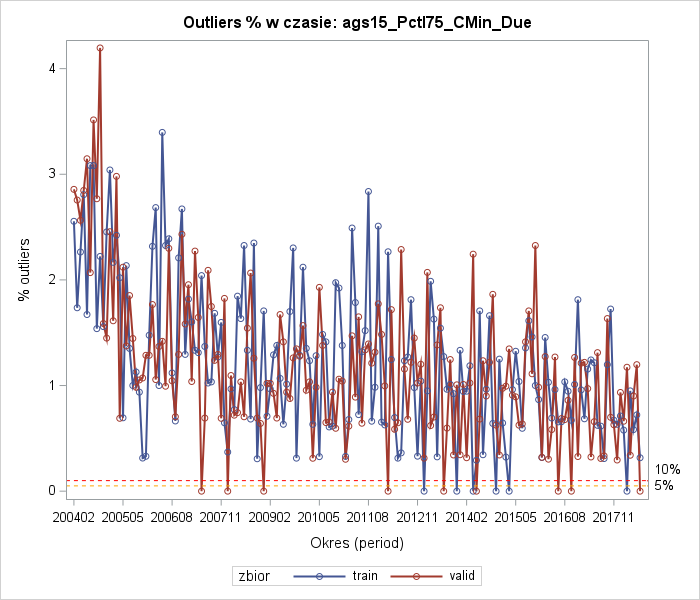 Outliers % w czasie: ags15_Pctl75_CMin_Due
4
3
2
1
0
% outliers
10%
5%
200402 200505 200608 200711 200902 201005 201108 201211 201402 201505 201608 201711
Okres (period)
zbior train valid